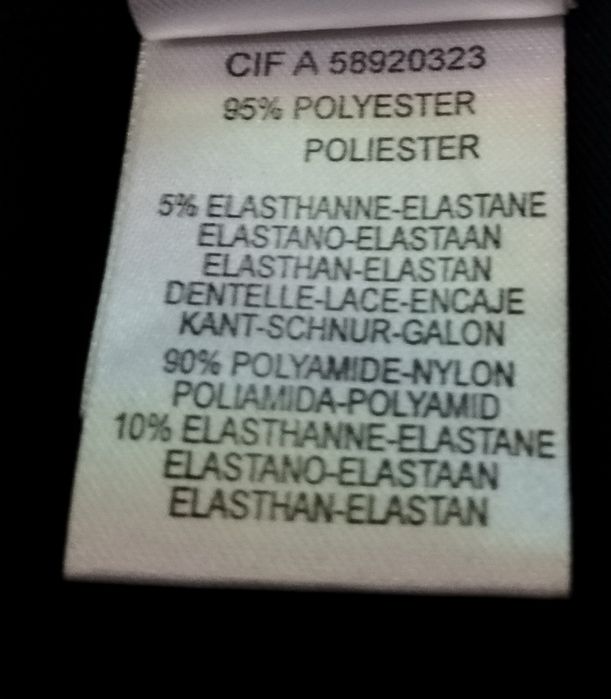 CIF A 58920323
95% POLYESTER
POLIESTER
5% ELASTHANNE-ELASTANE
ELASTANO-ELASTAAN
ELASTHAN-ELASTAN
DENTELLE-LACE-ENCAJE
KANT-SCHNUR-GALON
90% POLYAMIDE-NYLON
POLIAMIDA-POLYAMID
10% ELASTHANNE-ELASTANE
ELASTANO-ELASTAAN
ELASTHAN-ELASTAN